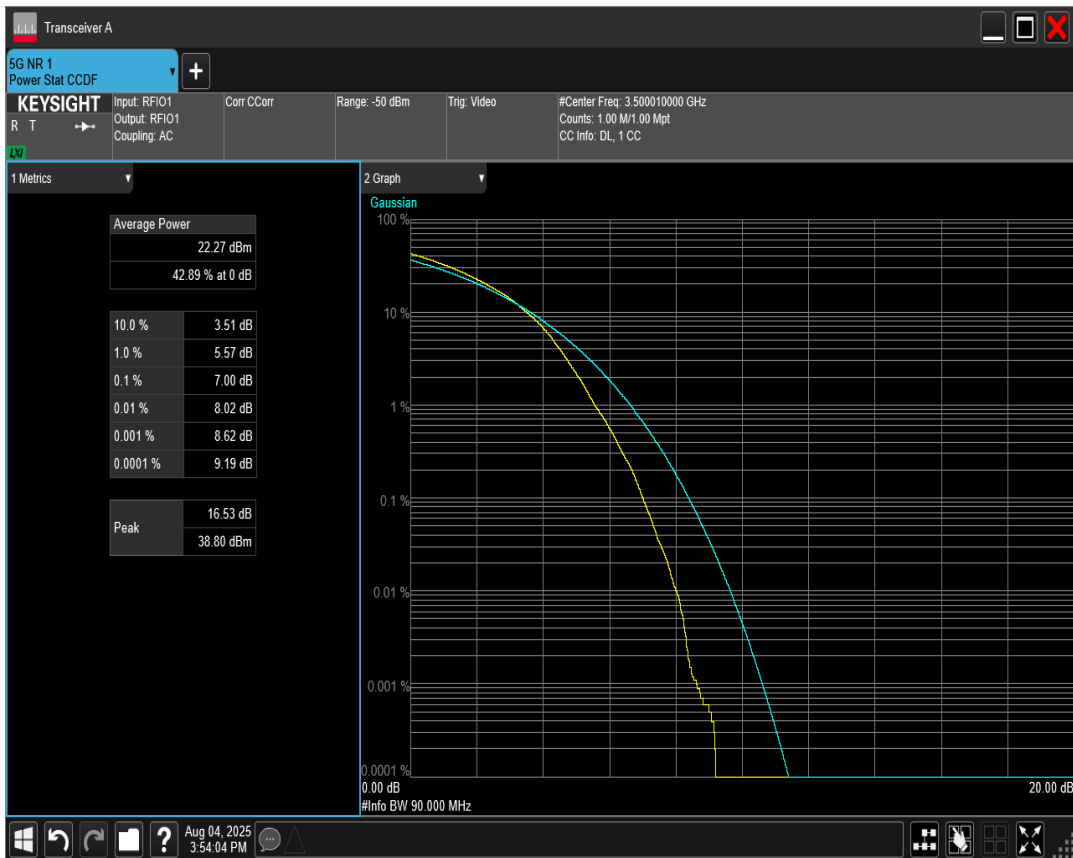 Transceiver A
5G NR 1
Power Stat CCDF
KEYSIGHT
R T
LXI
Input: RFIO1
Output: RFIO1
Coupling: AC
Corr CCorr
Range: -50 dBm
Trig: Video
#Center Freq: 3.500010000 GHz
Counts: 1.00 M/1.00 Mpt
CC Info: DL, 1 CC
1 Metrics
Average Power
22.27 dBm
42.89 % at 0 dB
10.0 % 3.51 dB
1.0 % 5.57 dB
0.1 % 7.00 dB
0.01 % 8.02 dB
0.001 % 8.62 dB
0.0001 % 9.19 dB
Peak
16.53 dB
38.80 dBm
2 Graph
Gaussian
100 %
10 %
1 %
0.1 %
0.01 %
0.001 %
0.0001 %
0.00 dB
20.00 dB
#Info BW 90.000 MHz
?
Aug 04, 2025
3:54:04 PM